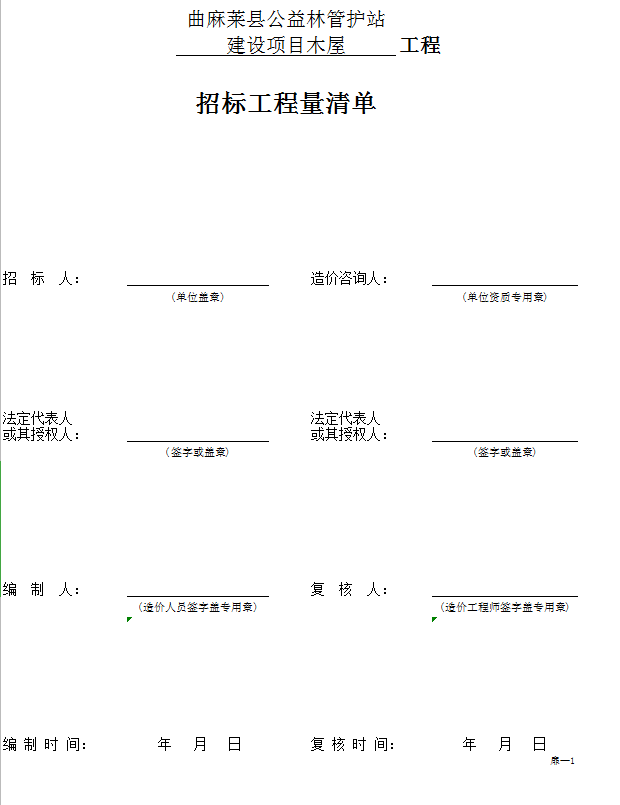 曲麻莱县公益林管护站
建设项目木屋 工程
招标工程量清单
招 标 人： 造价咨询人：
(单位盖章) (单位资质专用章)
法定代表人 法定代表人
或其授权人： 或其授权人：
(签字或盖章) (签字或盖章)
编 制 人： 复 核 人：
(造价人员签字盖专用章) (造价工程师签字盖专用章)
编 制 时 间： 年 月 日 复 核 时 间： 年 月 日
扉—1